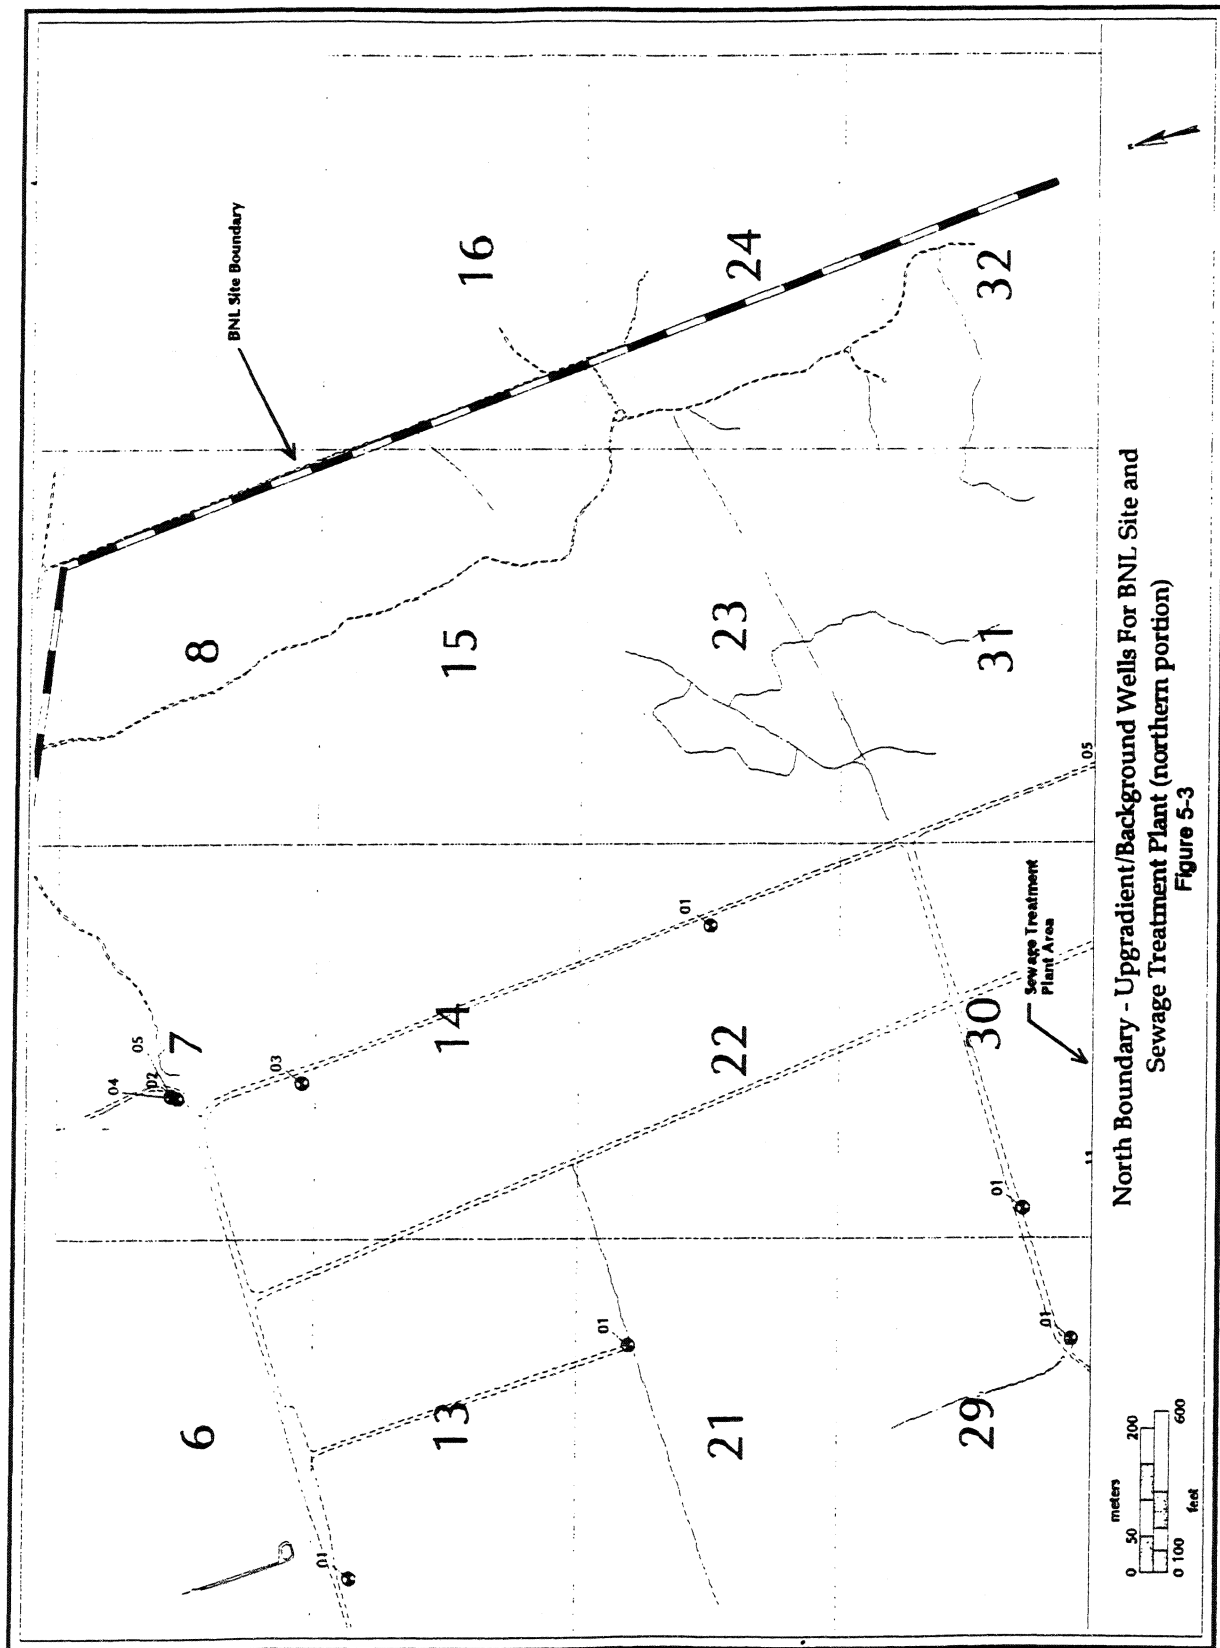 BNL Site Boundary
6
7
8
04
02
05
03
01
13
14
15
16
01
01
21
22
23
24
29
30
31
32
01
01
05
11
Sewage Treatment
Plant Area
meters
0 50 200
0 100 600
feet
North Boundary - Upgradient/Background Wells For BNL Site and
Sewage Treatment Plant (northern portion)
Figure 5-3